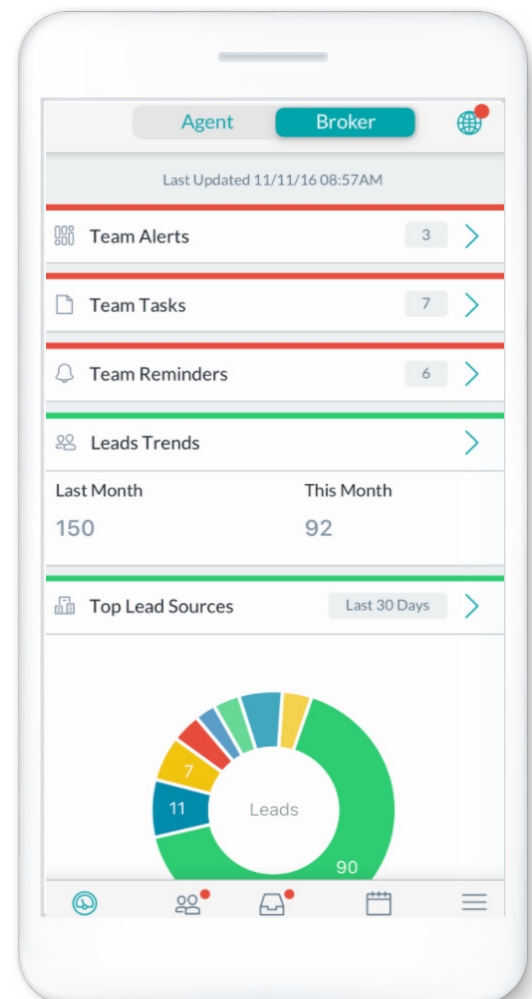 Agent Broker
Last Updated 11/11/16 08:57AM
Team Alerts 3
Team Tasks 7
Team Reminders 6
Leads Trends
Last Month This Month
150 92
Top Lead Sources Last 30 Days
7
11 Leads
90